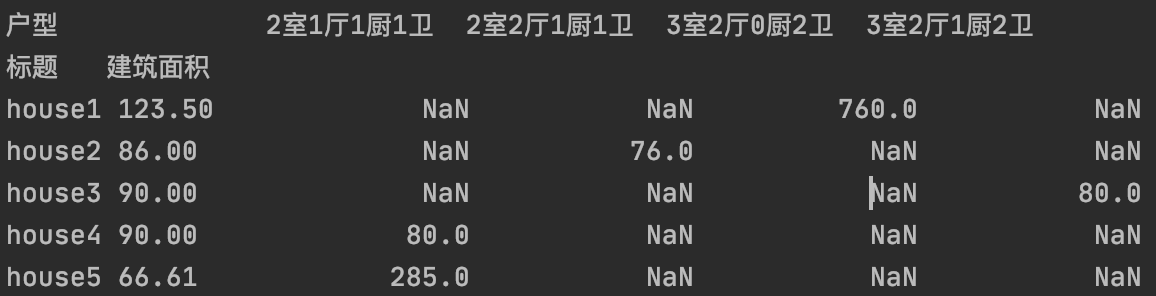 户型 2室1厅1厨1卫 2室2厅1厨1卫 3室2厅0厨2卫 3室2厅1厨2卫
标题 建筑面积
house1 123.50 NaN NaN 760.0 NaN
house2 86.00 NaN 76.0 NaN NaN
house3 90.00 NaN NaN NaN 80.0
house4 90.00 80.0 NaN NaN NaN
house5 66.61 285.0 NaN NaN NaN